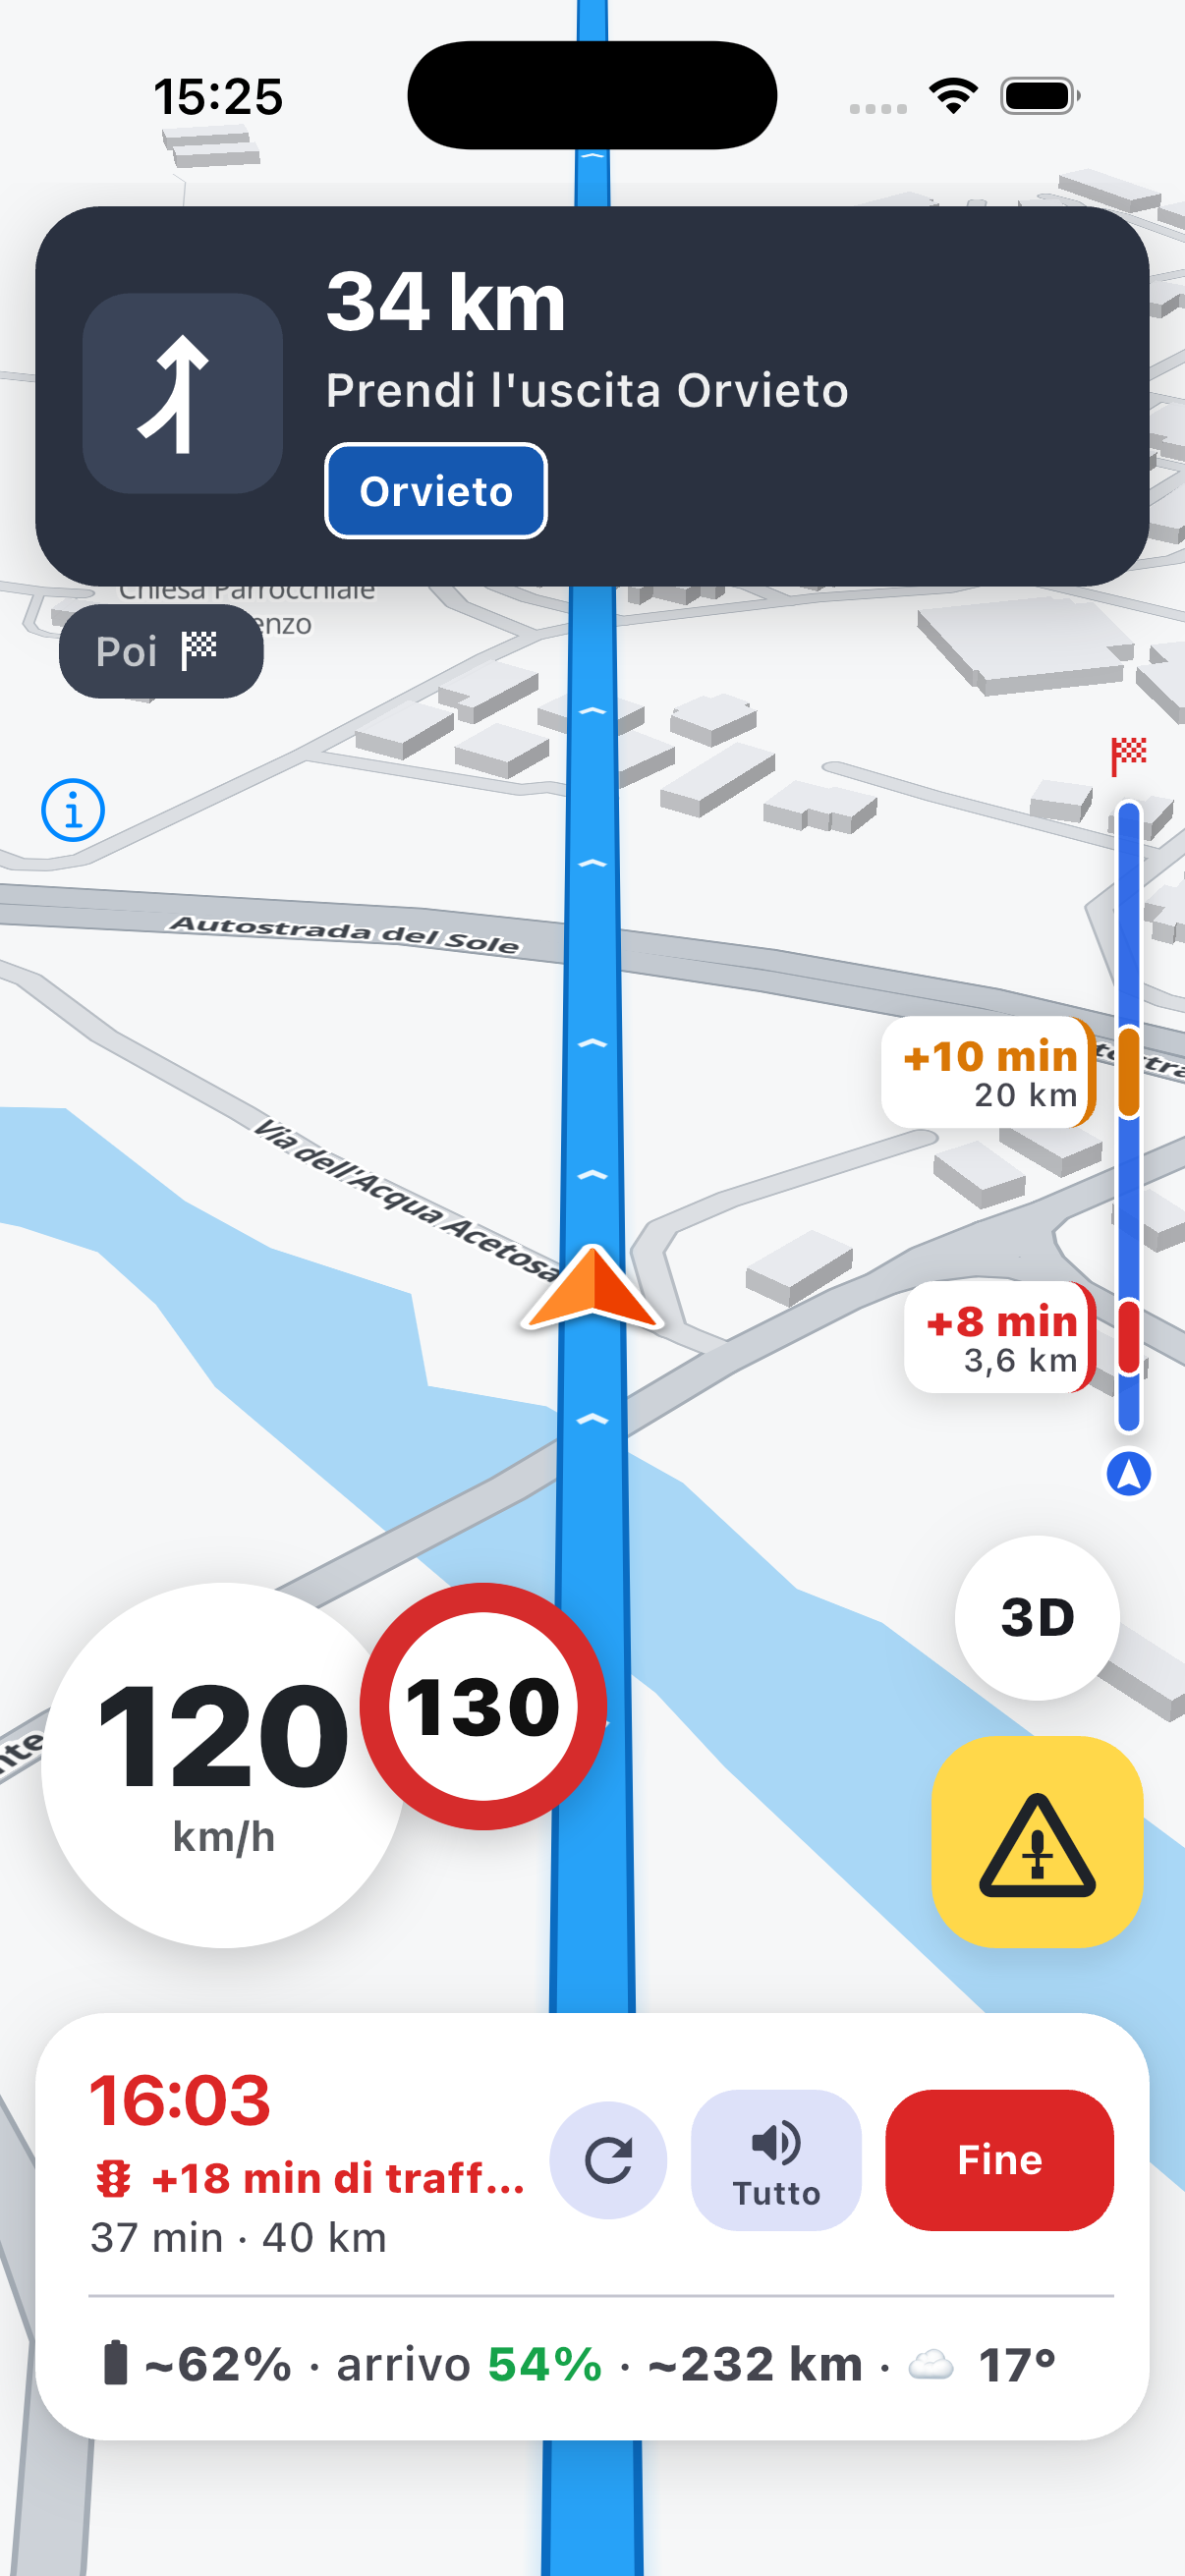 15:25
34 km
Prendi l'uscita Orvieto
Orvieto
Chiesa Parrocchiale
Poi
Autostrada del Sole
+10 min
20 km
Via dell'Acqua Acetosa
+8 min
3,6 km
3D
120
km/h
130
16:03
+18 min di traff...
37 min · 40 km
Tutto
Fine
~62% · arrivo 54% · ~232 km · 17°